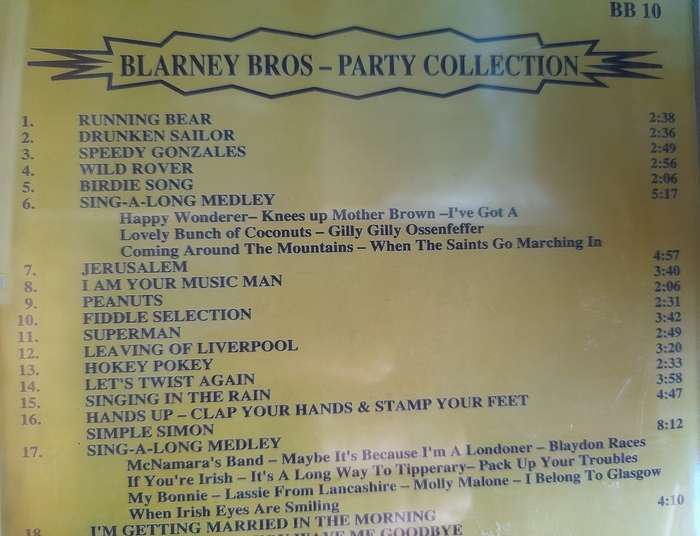 BB 10
BLARNEY BROS – PARTY COLLECTION
1. RUNNING BEAR 2:38
2. DRUNKEN SAILOR 2:36
3. SPEEDY GONZALES 2:49
4. WILD ROVER 2:56
5. BIRDIE SONG 2:06
6. SING-A-LONG MEDLEY 5:17
Happy Wonderer– Knees up Mother Brown –I've Got A
Lovely Bunch of Coconuts – Gilly Gilly Ossenfeffer
Coming Around The Mountains – When The Saints Go Marching In
7. JERUSALEM 4:57
8. I AM YOUR MUSIC MAN 3:40
9. PEANUTS 2:06
10. FIDDLE SELECTION 2:31
11. SUPERMAN 3:42
12. LEAVING OF LIVERPOOL 2:49
13. HOKEY POKEY 3:20
14. LET'S TWIST AGAIN 2:33
15. SINGING IN THE RAIN 3:58
16. HANDS UP – CLAP YOUR HANDS & STAMP YOUR FEET 4:47
SIMPLE SIMON
17. SING-A-LONG MEDLEY 8:12
McNamara's Band – Maybe It's Because I'm A Londoner – Blaydon Races
If You're Irish – It's A Long Way To Tipperary– Pack Up Your Troubles
My Bonnie – Lassie From Lancashire – Molly Malone – I Belong To Glasgow
When Irish Eyes Are Smiling
18. I'M GETTING MARRIED IN THE MORNING 4:10
WAVE ME GOODBYE